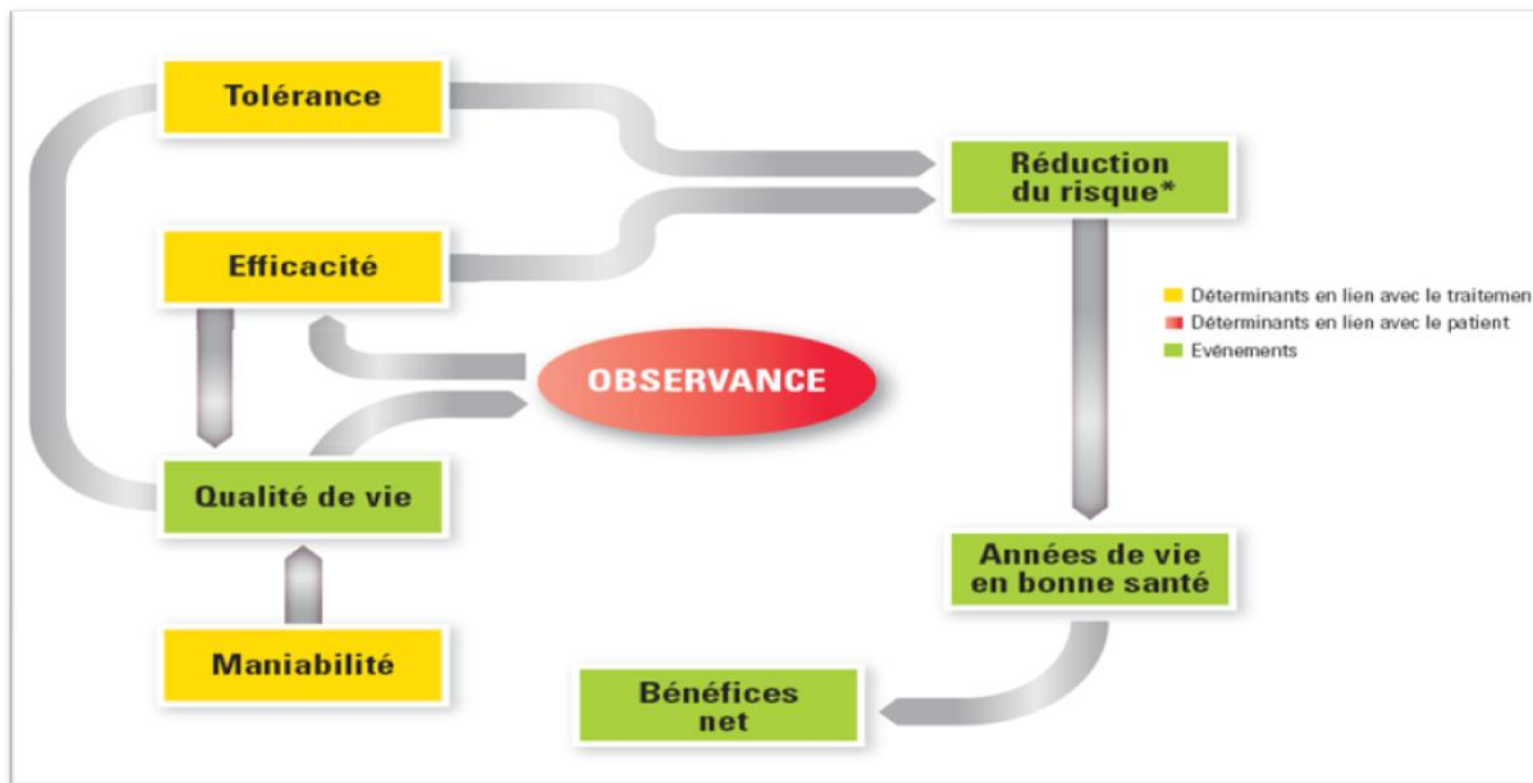 Tolérance
Réduction
du risque*
Efficacité
Déterminants en lien avec le traitemen
Déterminants en lien avec le patient
Evénements
OBSERVANCE
Qualité de vie
Années de vie
en bonne santé
Maniabilité
Bénéfices
net